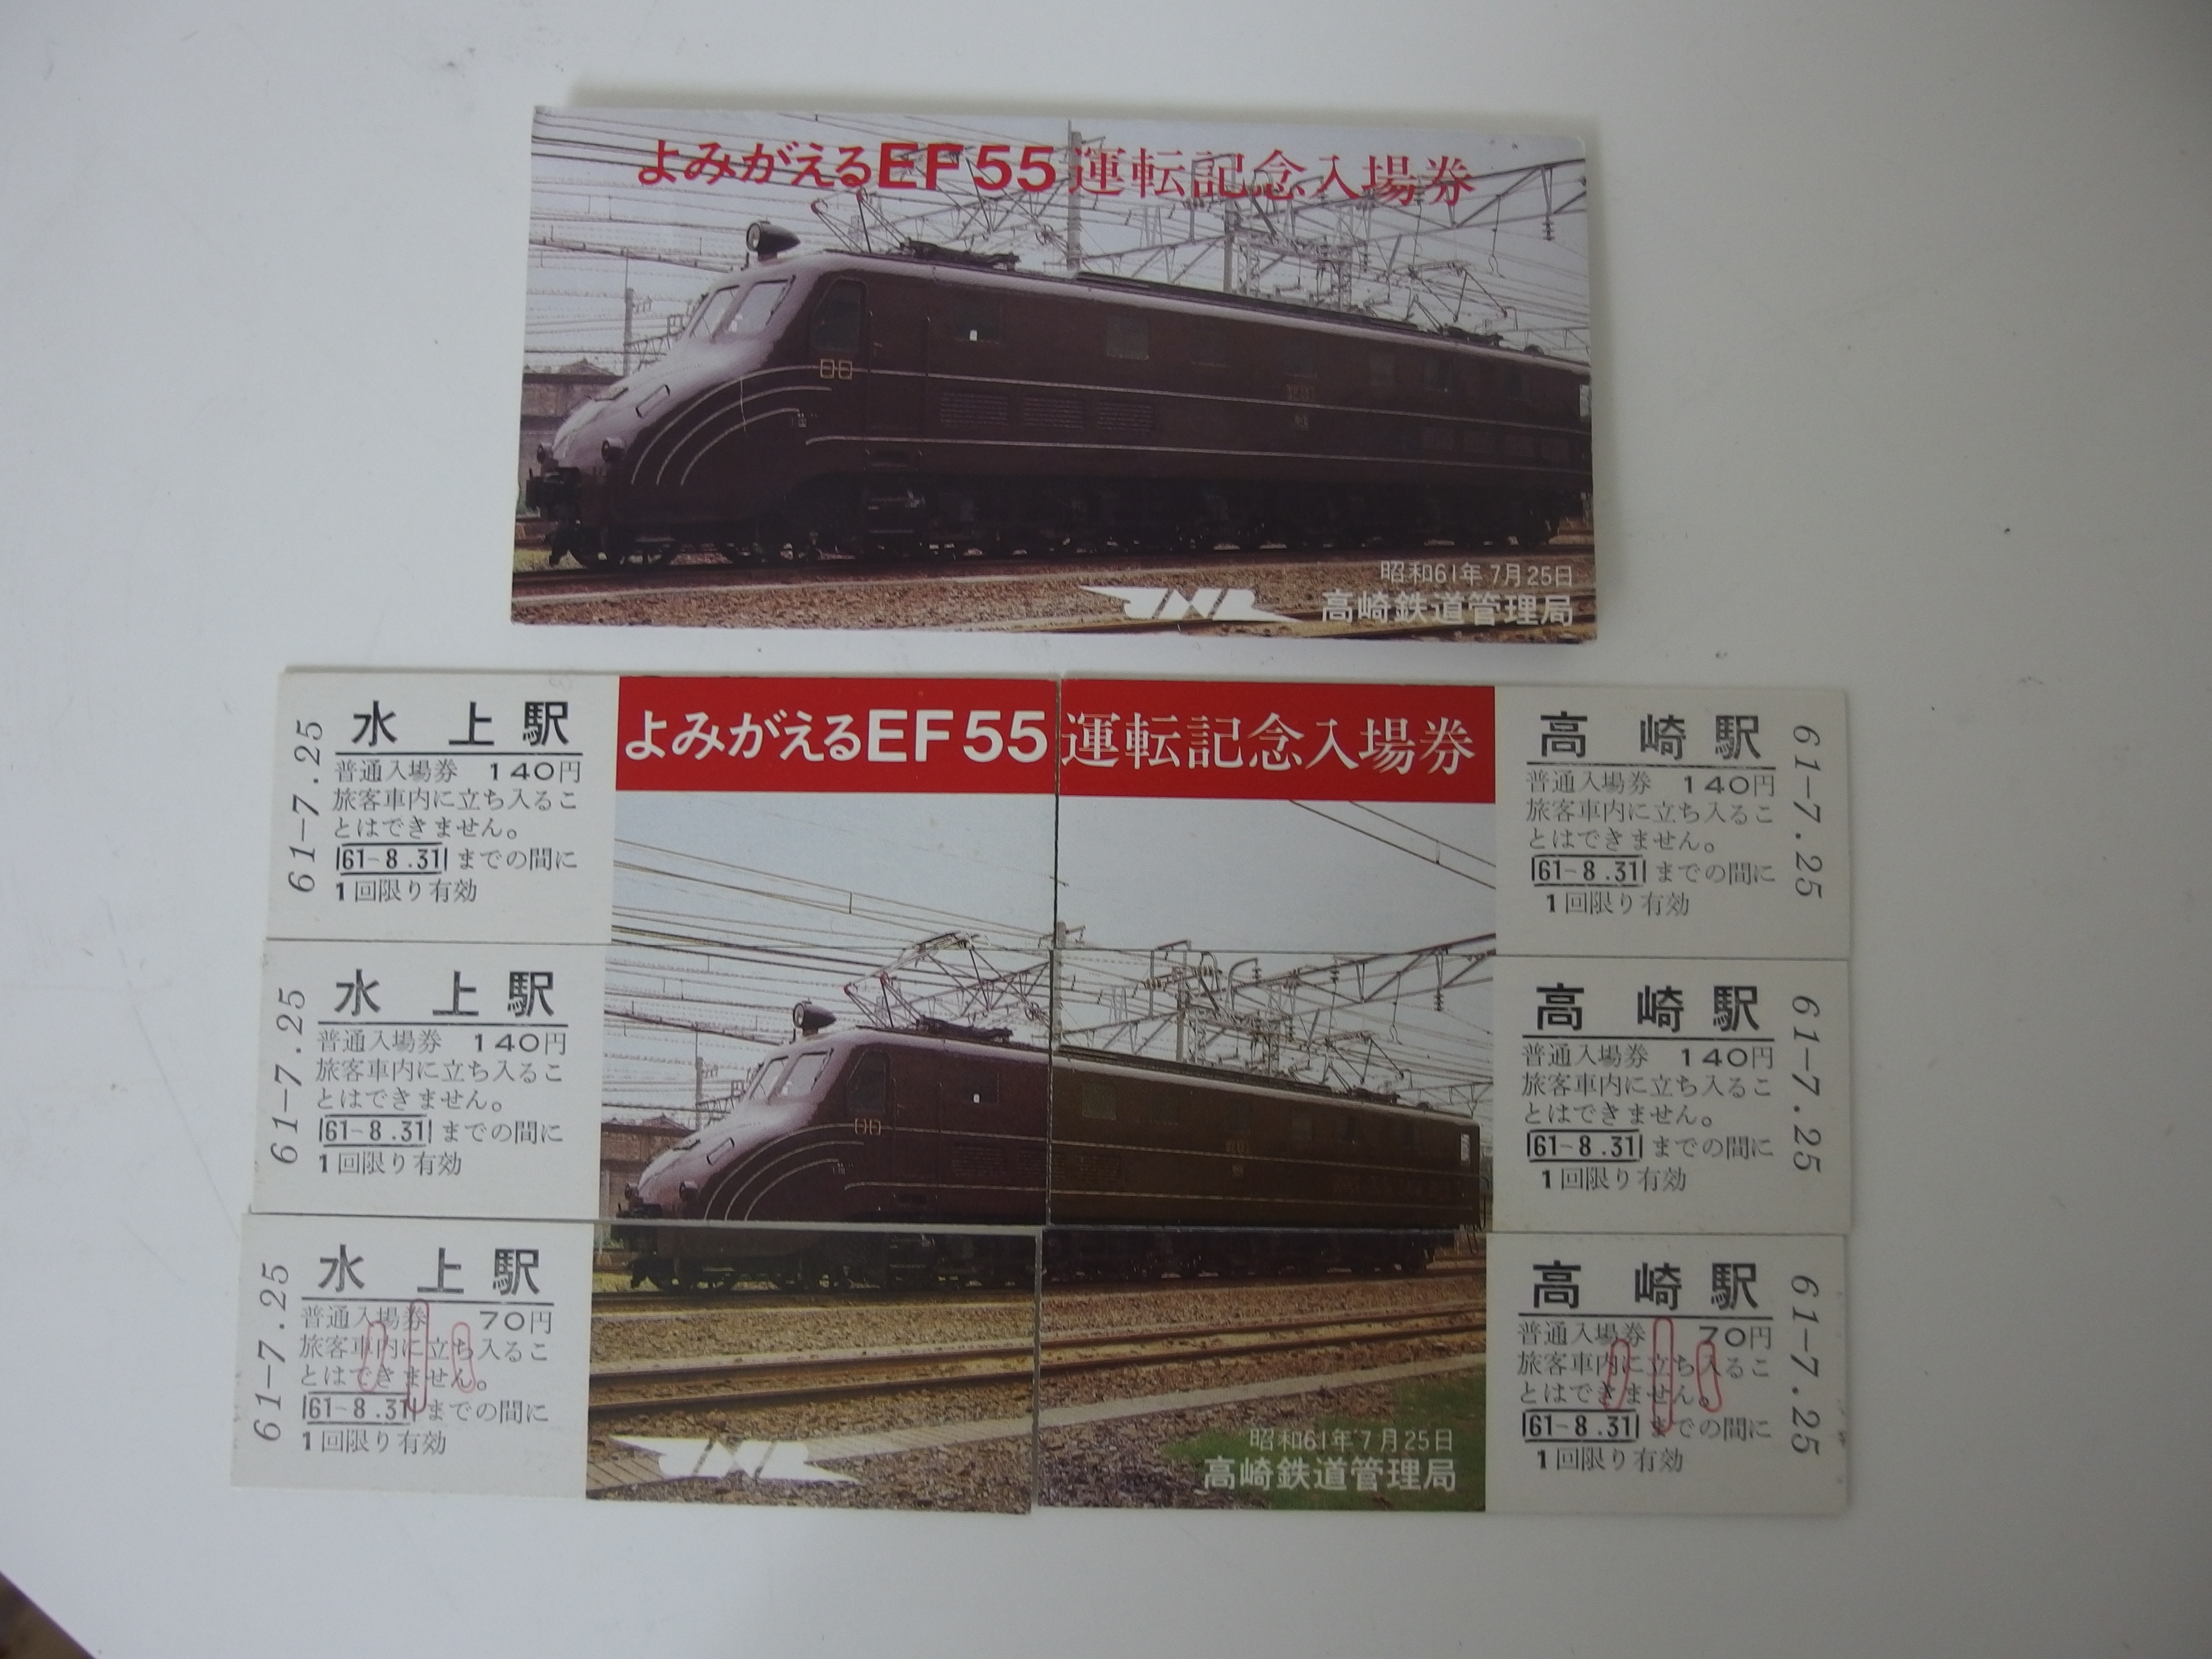 よみがえるEF55運転記念入場券
昭和61年7月25日
JNR 高崎鉄道管理局
よみがえるEF55運転記念入場券
61-7.25
水上駅
普通入場券 140円
旅客車内に立ち入るこ
とはできません。
61-8.31までの間に
1回限り有効
高崎駅
普通入場券 140円
旅客車内に立ち入るこ
とはできません。
61-8.31までの間に
1回限り有効
61-7.25
61-7.25
水上駅
普通入場券 140円
旅客車内に立ち入るこ
とはできません。
61-8.31までの間に
1回限り有効
高崎駅
普通入場券 140円
旅客車内に立ち入るこ
とはできません。
61-8.31までの間に
1回限り有効
61-7.25
61-7.25
水上駅
普通入場券 70円
旅客車内に立ち入るこ
とはできません。
61-8.31までの間に
1回限り有効
JNR
昭和61年7月25日
高崎鉄道管理局
高崎駅
普通入場券 70円
旅客車内に立ち入るこ
とはできません。
61-8.31までの間に
1回限り有効
61-7.25